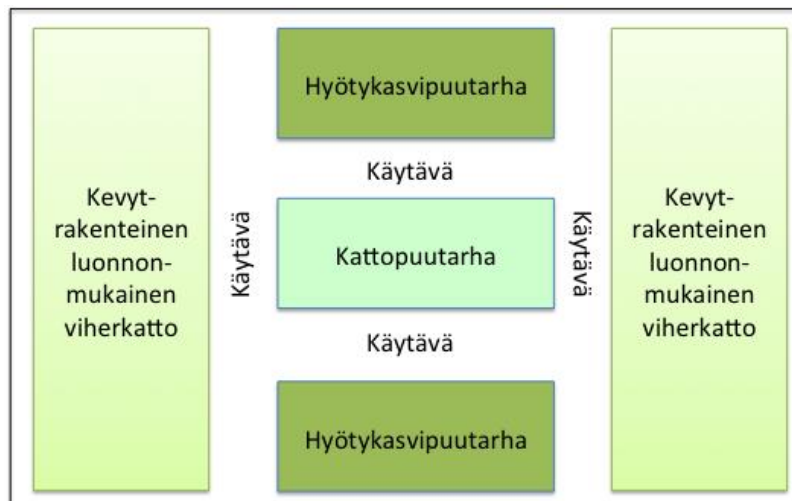 Kevyt-
rakenteinen
luonnon-
mukainen
viherkatto
Käytävä
Hyötykasvipuutarha
Käytävä
Kattopuutarha
Käytävä
Hyötykasvipuutarha
Käytävä
Kevyt-
rakenteinen
luonnon-
mukainen
viherkatto